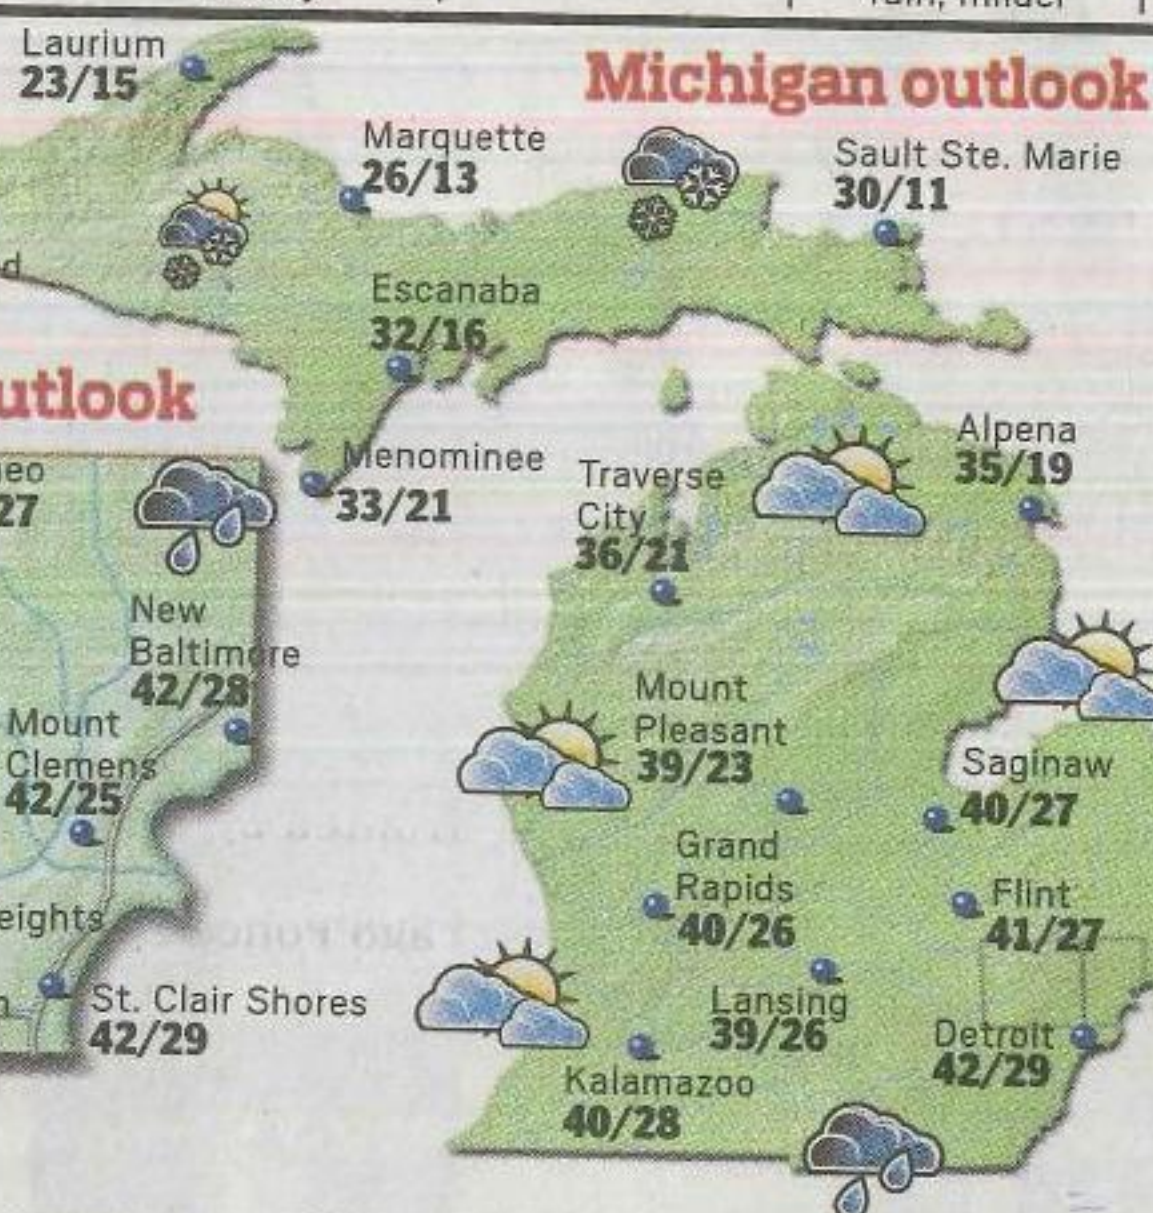 rain, milder
Laurium
23/15
Michigan outlook
Marquette
26/13
Sault Ste. Marie
30/11
d
Escanaba
32/16
utlook
Menominee
33/21
Traverse
City
36/21
Alpena
35/19
eo
27
New
Baltimore
42/28
Mount
Clemens
42/25
Mount
Pleasant
39/23
Saginaw
40/27
Grand
Rapids
40/26
Flint
41/27
eights
St. Clair Shores
42/29
Lansing
39/26
Detroit
42/29
Kalamazoo
40/28